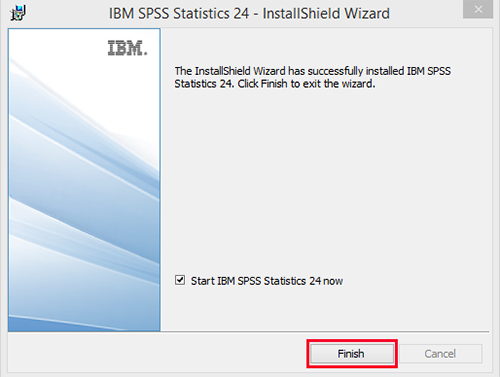 IBM SPSS Statistics 24 - InstallShield Wizard
IBM.
The InstallShield Wizard has successfully installed IBM SPSS
Statistics 24. Click Finish to exit the wizard.
Start IBM SPSS Statistics 24 now
Finish
Cancel